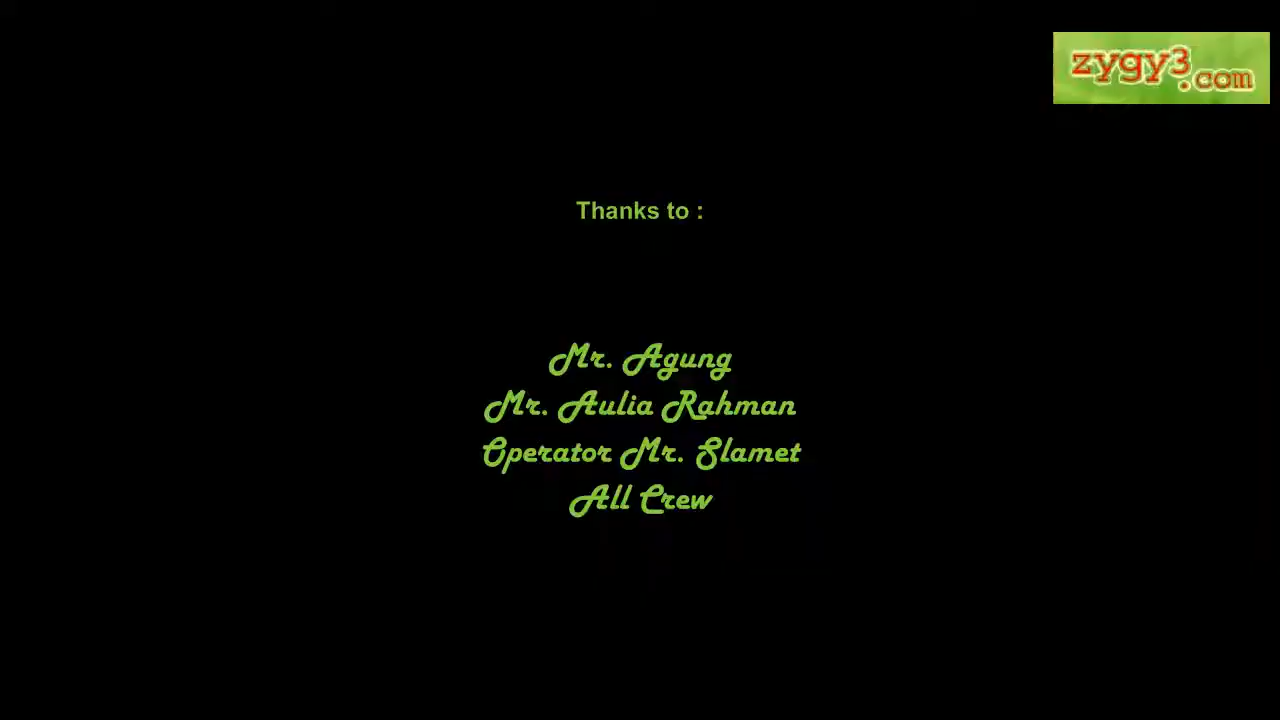 zygy3.com
Thanks to :
Mr. Agung
Mr. Aulia Rahman
Operator Mr. Slamet
All Crew